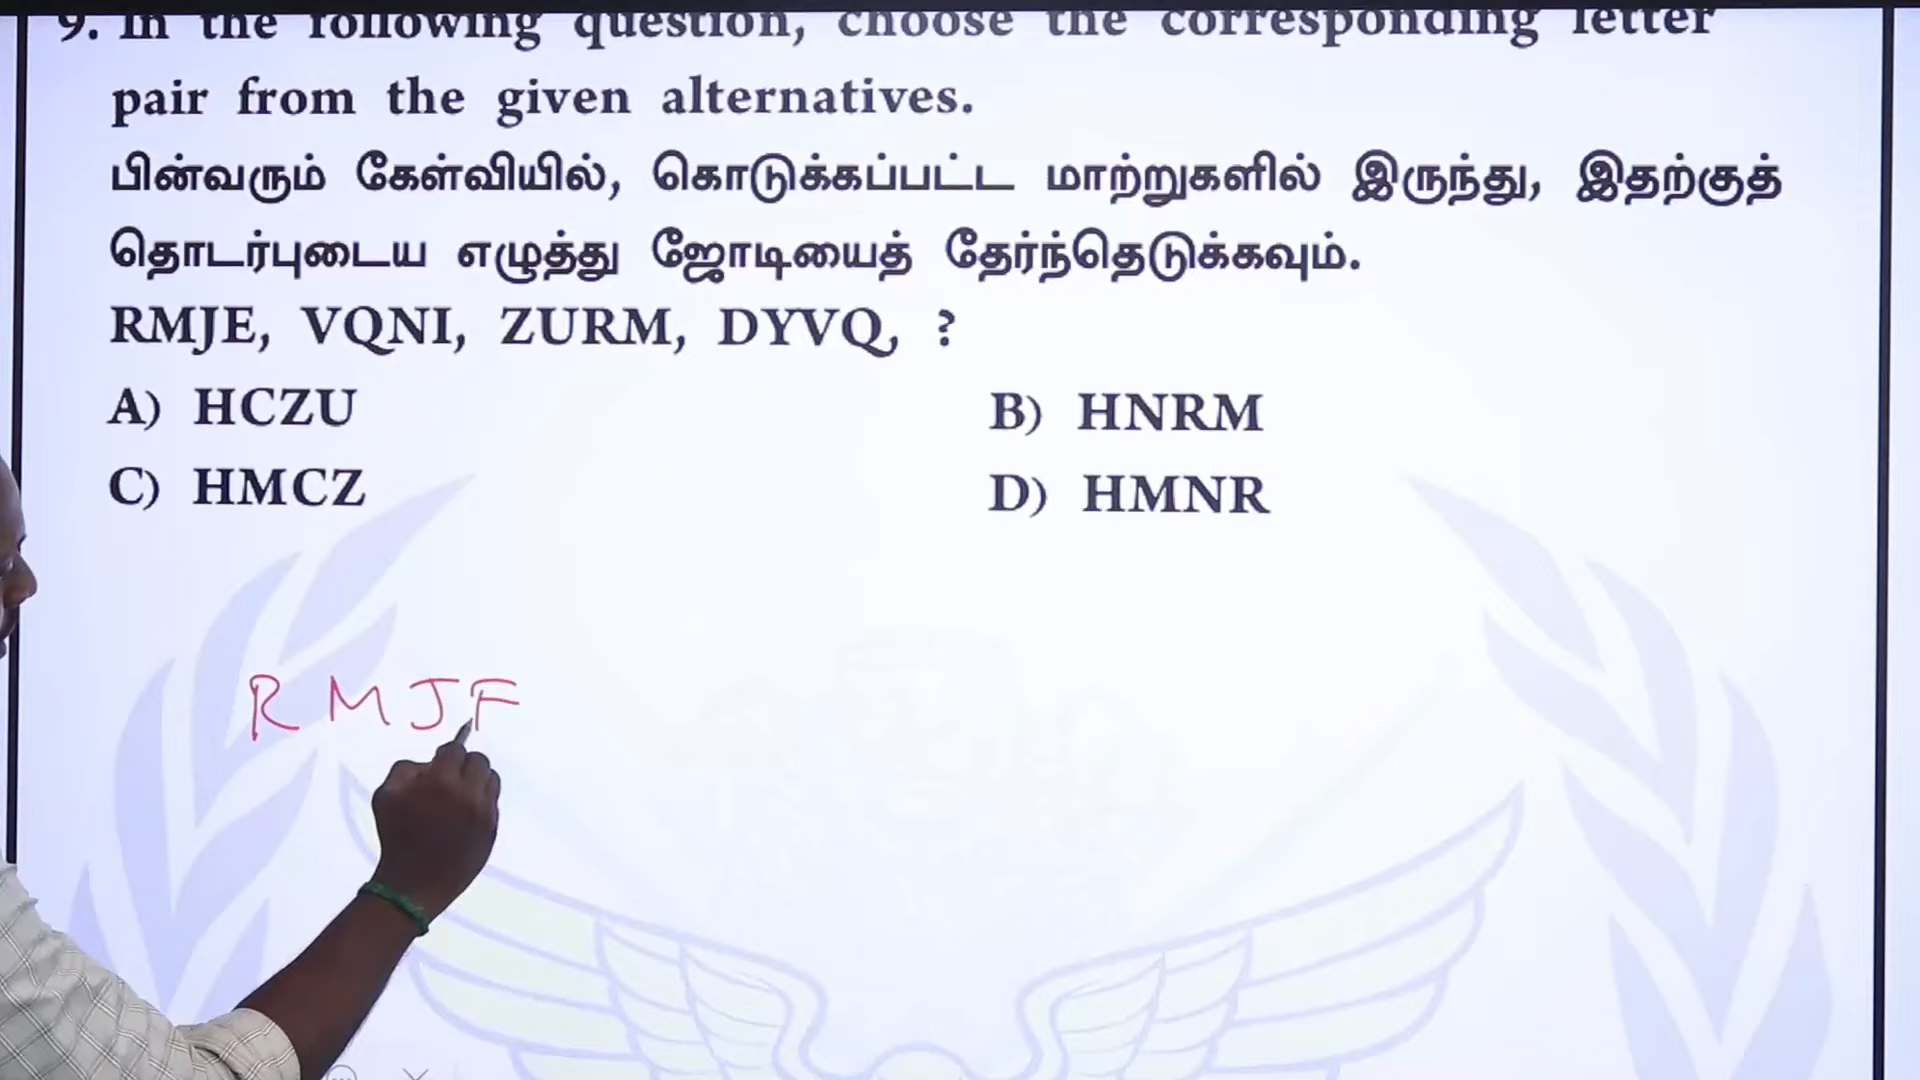 9. In the following question, choose the corresponding letter
pair from the given alternatives.
பின்வரும் கேள்வியில், கொடுக்கப்பட்ட மாற்றுகளில் இருந்து, இதற்குத்
தொடர்புடைய எழுத்து ஜோடியைத் தேர்ந்தெடுக்கவும்.
RMJE, VQNI, ZURM, DYVQ, ?
A) HCZU B) HNRM
C) HMCZ D) HMNR
R M J F